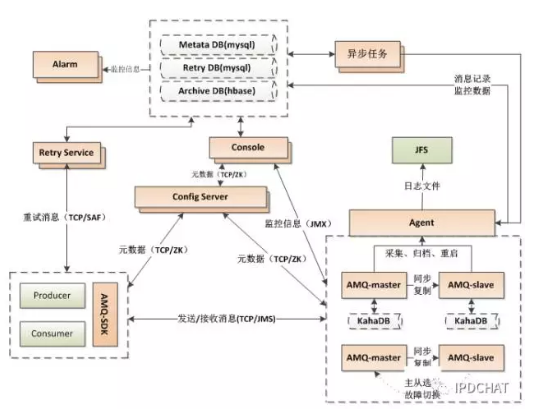 Metata DB(mysql)
Retry DB(mysql)
Archive DB(hbase)
异步任务
Alarm
监控信息
消息记录
监控数据
Retry Service
Console
JFS
元数据(TCP/ZK)
Config Server
日志文件
重试消息(TCP/SAF)
监控信息(JMX)
Agent
元数据(TCP/ZK)
元数据(TCP/ZK)
采集、归档、重启
Producer
Consumer
AMQ-SDK
发送/接收消息(TCP/JMS)
AMQ-master
同步
复制
AMQ-slave
KahaDB
KahaDB
AMQ-master
同步
复制
AMQ-slave
主从选
故障切换
IPDCHAT